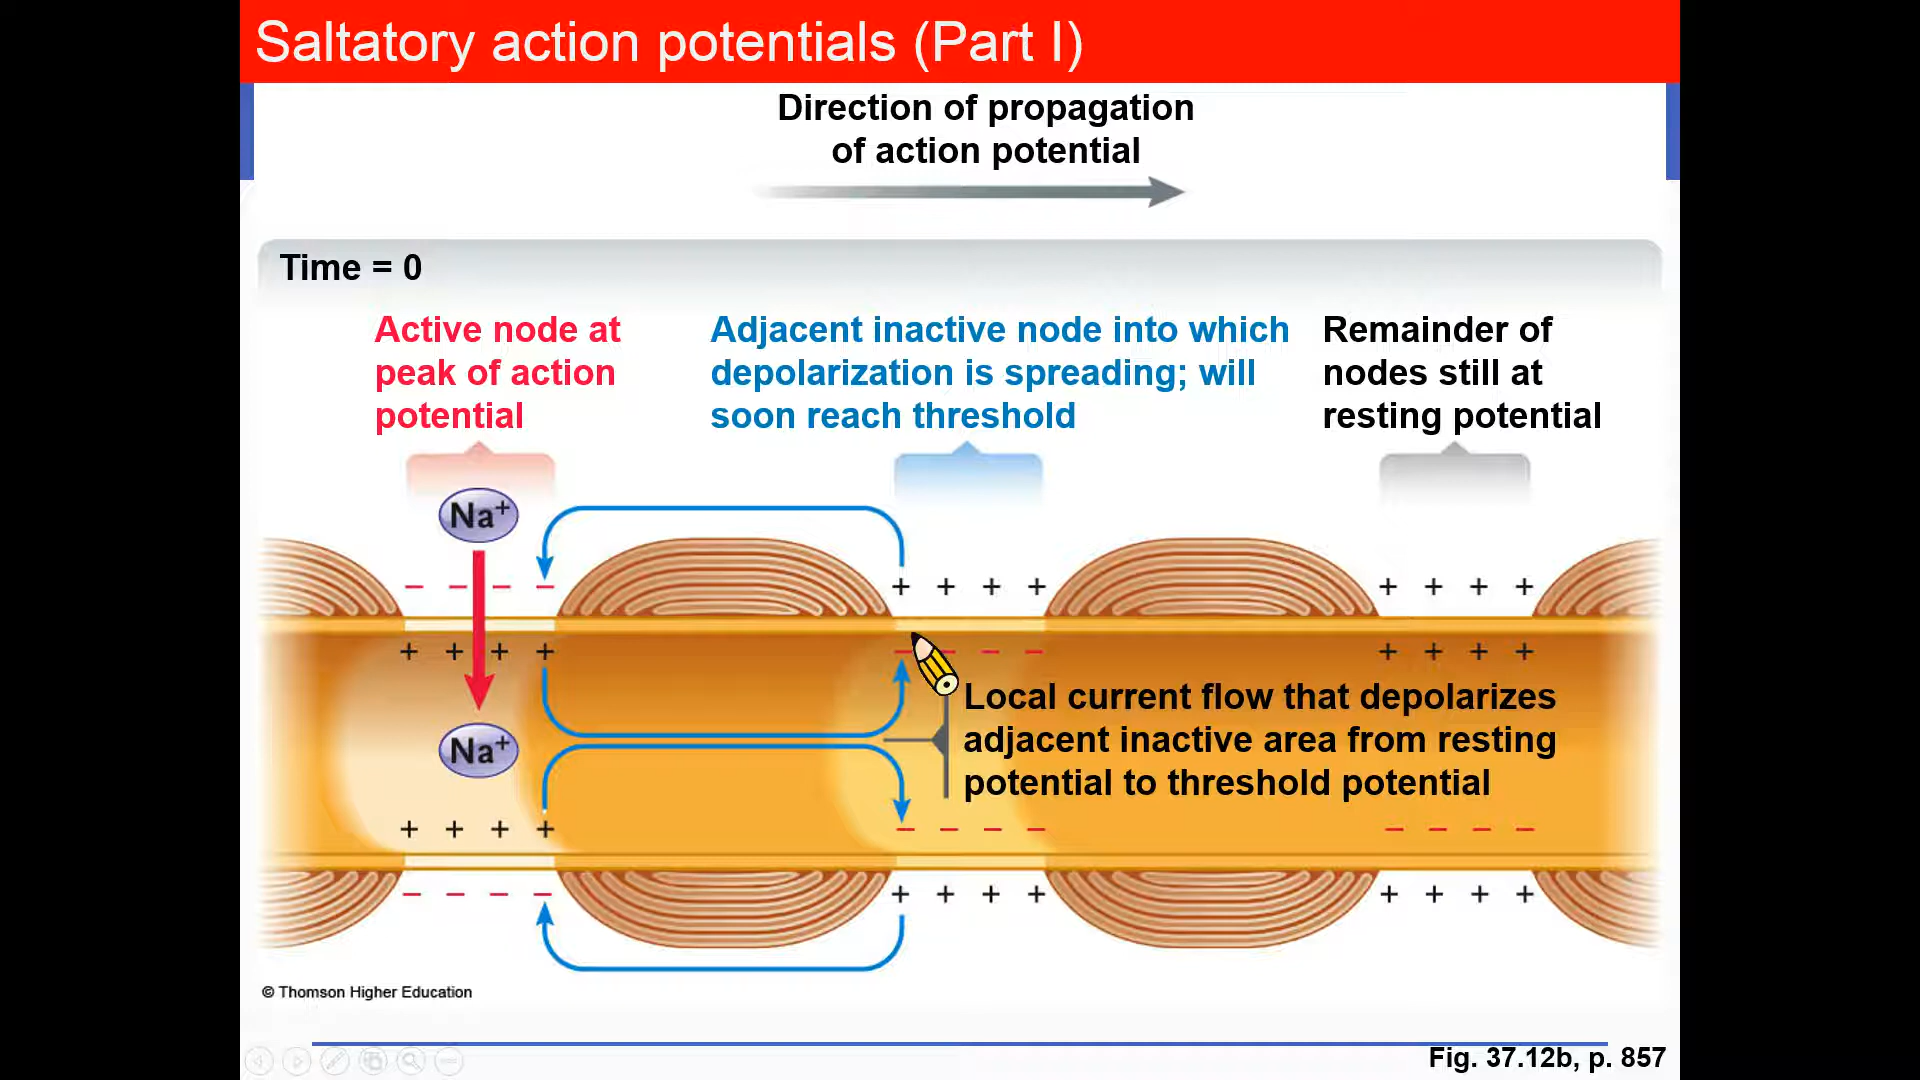 Saltatory action potentials (Part I)
Direction of propagation
of action potential
Time = 0
Active node at
peak of action
potential
Adjacent inactive node into which
depolarization is spreading; will
soon reach threshold
Remainder of
nodes still at
resting potential
Na+
Na+
Local current flow that depolarizes
adjacent inactive area from resting
potential to threshold potential
© Thomson Higher Education
Fig. 37.12b, p. 857